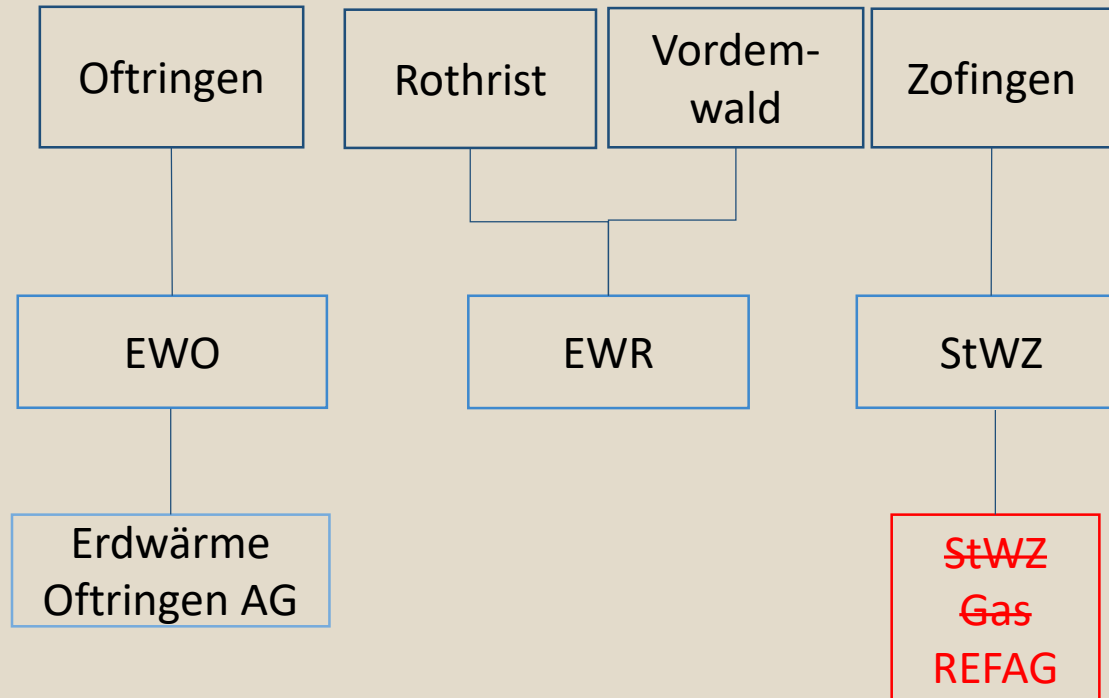 Oftringen
Rothrist
Vordem-
wald
Zofingen
EWO
EWR
StWZ
Erdwärme
Oftringen AG
StWZ
Gas
REFAG